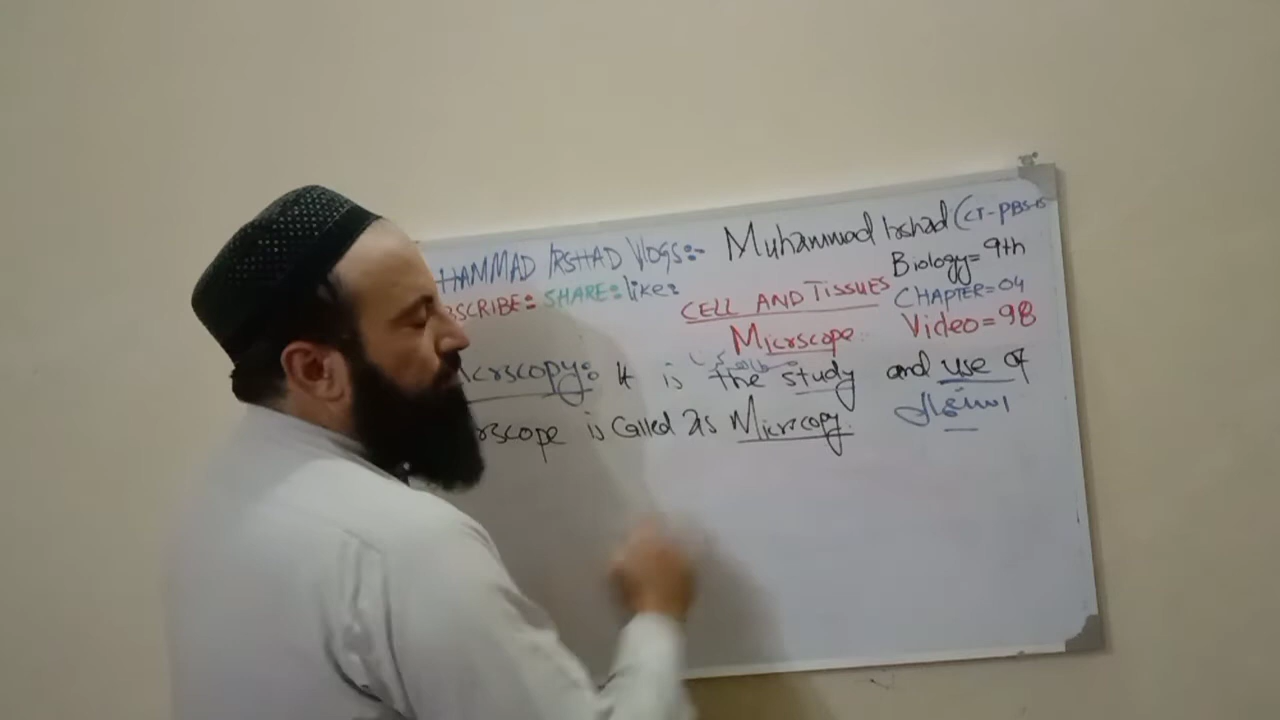 HAMMAD IRSHAD Vlogs:- Muhammad Irshad (CT-PBS-15
Biology= 9th
BSCRIBE: SHARE: like: CELL AND TISSUES CHAPTER= 04
Micrscope Video= 98
crscopy: It is the study and use of
rscope is called as Micrscopy.